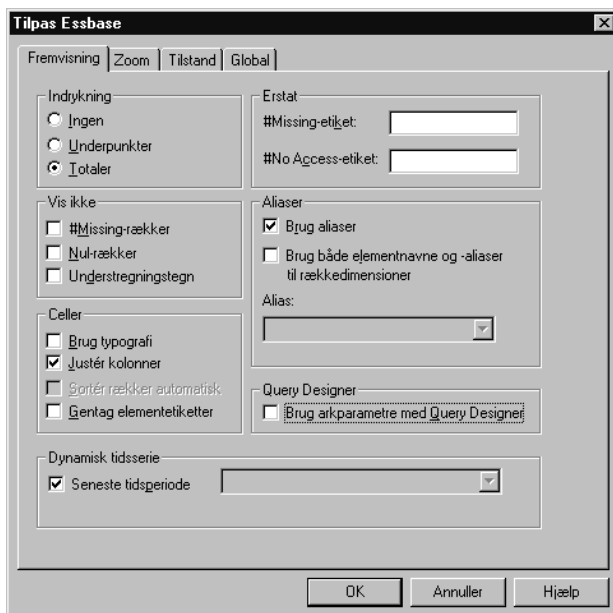 Tilpas Essbase
Fremvisning Zoom Tilstand Global
Indrykning
Ingen
Underpunkter
Totaler
Erstat
#Missing-etiket:
#No Access-etiket:
Vis ikke
#Missing-rækker
Nul-rækker
Understregningstegn
Aliaser
Brug aliaser
Brug både elementnavne og -aliaser
til rækkedimensioner
Alias:
Celler
Brug typografi
Justér kolonner
Sortér rækker automatisk
Gentag elementetiketter
Query Designer
Brug arkparametre med Query Designer
Dynamisk tidsserie
Seneste tidsperiode
OK Annuller Hjælp